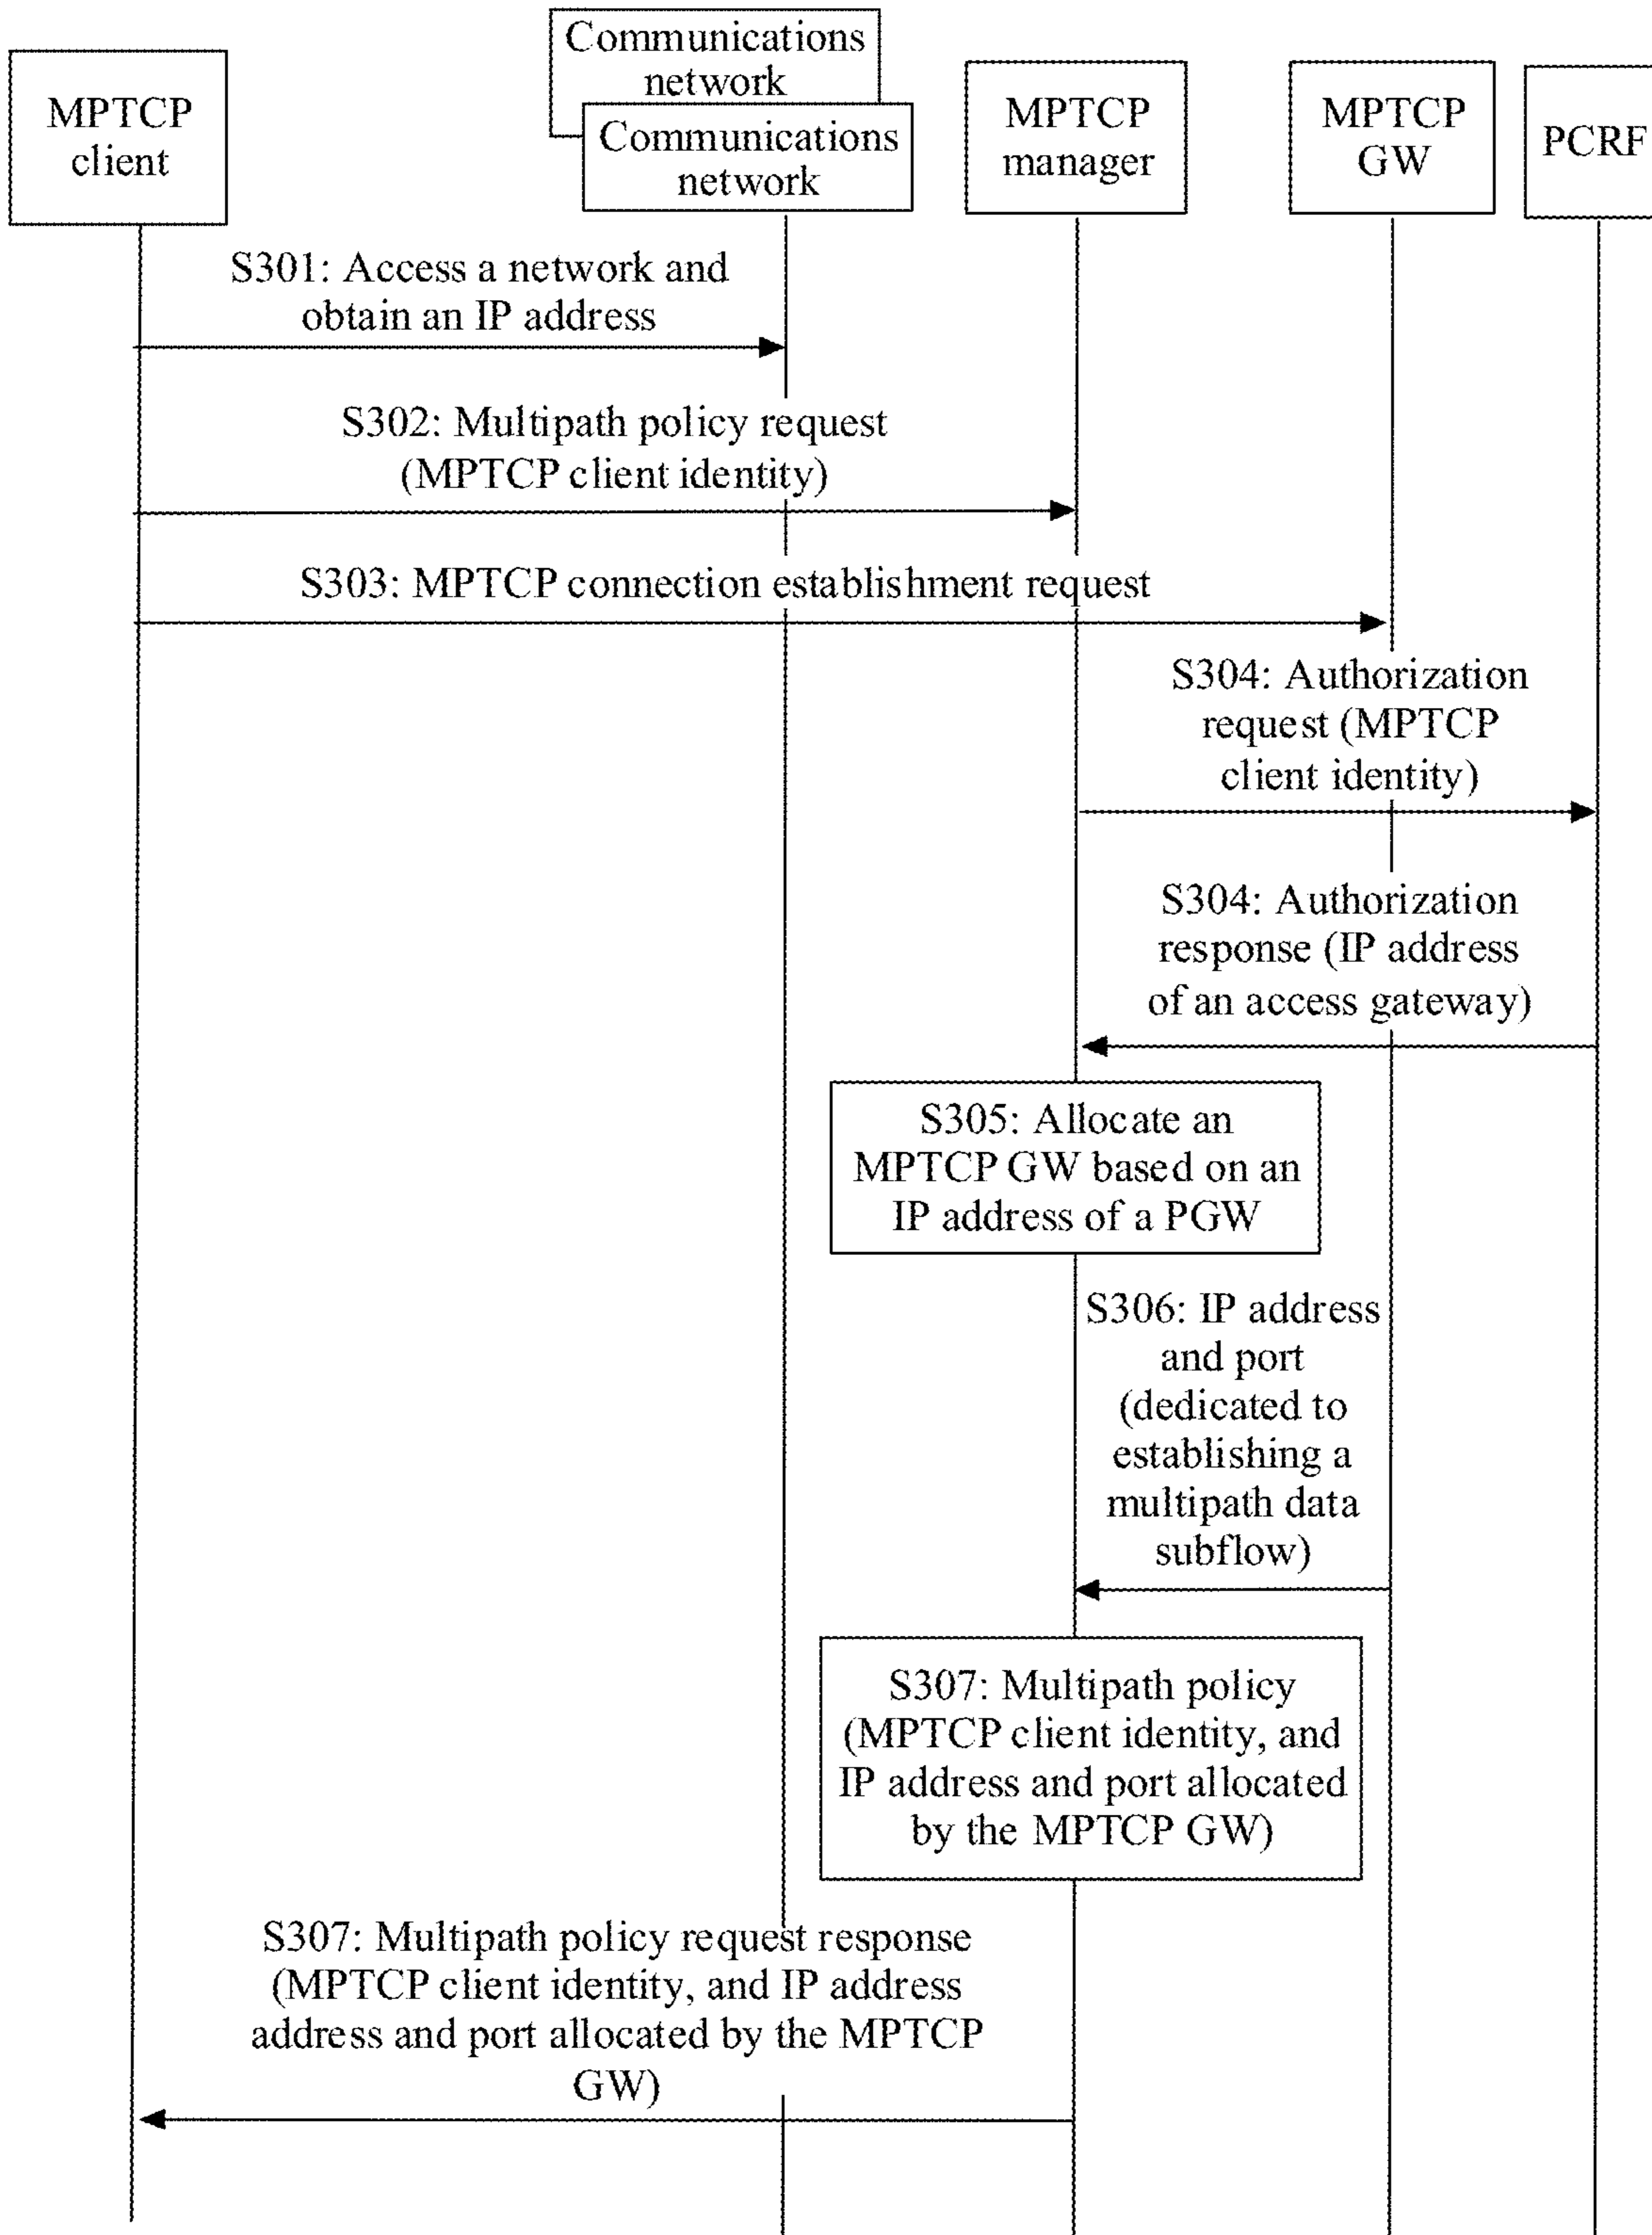 Communications
network
Communications
network
MPTCP
client
MPTCP
manager
MPTCP
GW
PCRF
S301: Access a network and
obtain an IP address
S302: Multipath policy request
(MPTCP client identity)
S303: MPTCP connection establishment request
S304: Authorization
request (MPTCP
client identity)
S304: Authorization
response (IP address
of an access gateway)
S305: Allocate an
MPTCP GW based on an
IP address of a PGW
S306: IP address
and port
(dedicated to
establishing a
multipath data
subflow)
S307: Multipath policy
(MPTCP client identity, and
IP address and port allocated
by the MPTCP GW)
S307: Multipath policy request response
(MPTCP client identity, and IP address
address and port allocated by the MPTCP
GW)